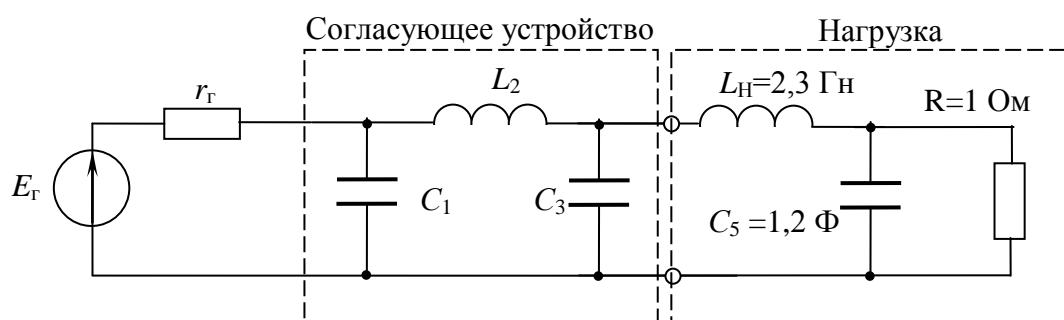 Согласующее устройство
Нагрузка
rг
L2
LН=2,3 Гн
R=1 Ом
Eг
C1
C3
C5 =1,2 Ф